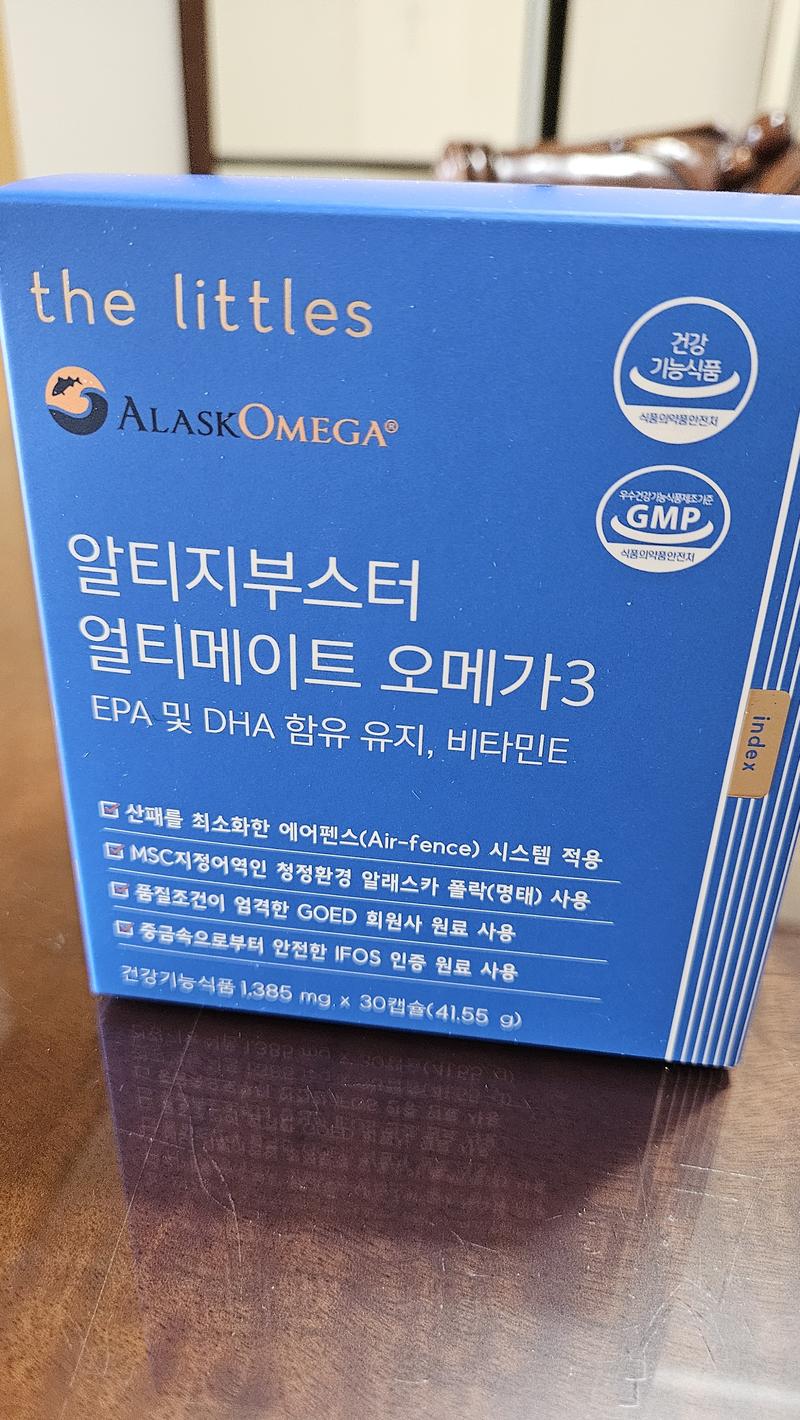 the littles
ALASKOMEGA®
건강
기능식품
식품의약품안전처
우수건강기능식품제조기준
GMP
식품의약품안전처
알티지부스터
얼티메이트 오메가3
EPA 및 DHA 함유 유지, 비타민E
index
산패를 최소화한 에어펜스(Air-fence) 시스템 적용
MSC지정어역인 청정환경 알래스카 폴락(명태) 사용
품질조건이 엄격한 GOED 회원사 원료 사용
중금속으로부터 안전한 IFOS 인증 원료 사용
건강기능식품 1,385 mg x 30캡슐(41.55 g)